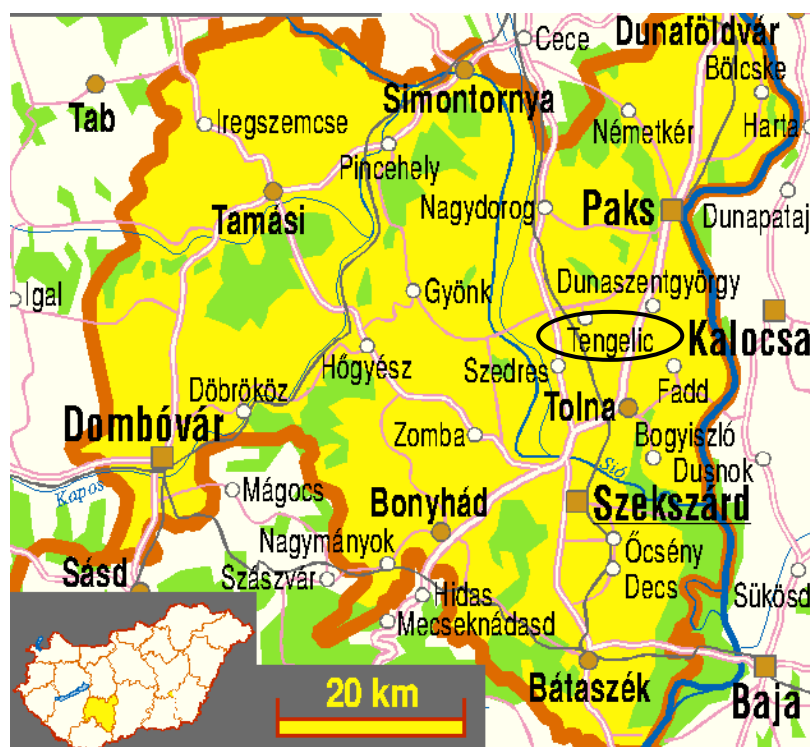 Cece
Dunaföldvár
Bölcske
Simontornya
Tab
Iregszemcse
Németkér
Harta
Pincehely
Tamási
Nagydorog
Paks
Dunapataj
Igal
Gyönk
Dunaszentgyörgy
Tengelic
Kalocsa
Hőgyész
Szedres
Fadd
Döbrököz
Tolna
Dombóvár
Zomba
Bogyiszló
Sió
Dusnok
Kapos
Mágocs
Bonyhád
Szekszárd
Nagymányok
Őcsény
Sásd
Szászvár
Decs
Hidas
Sükösd
Mecseknádasd
20 km
Bátaszék
Baja